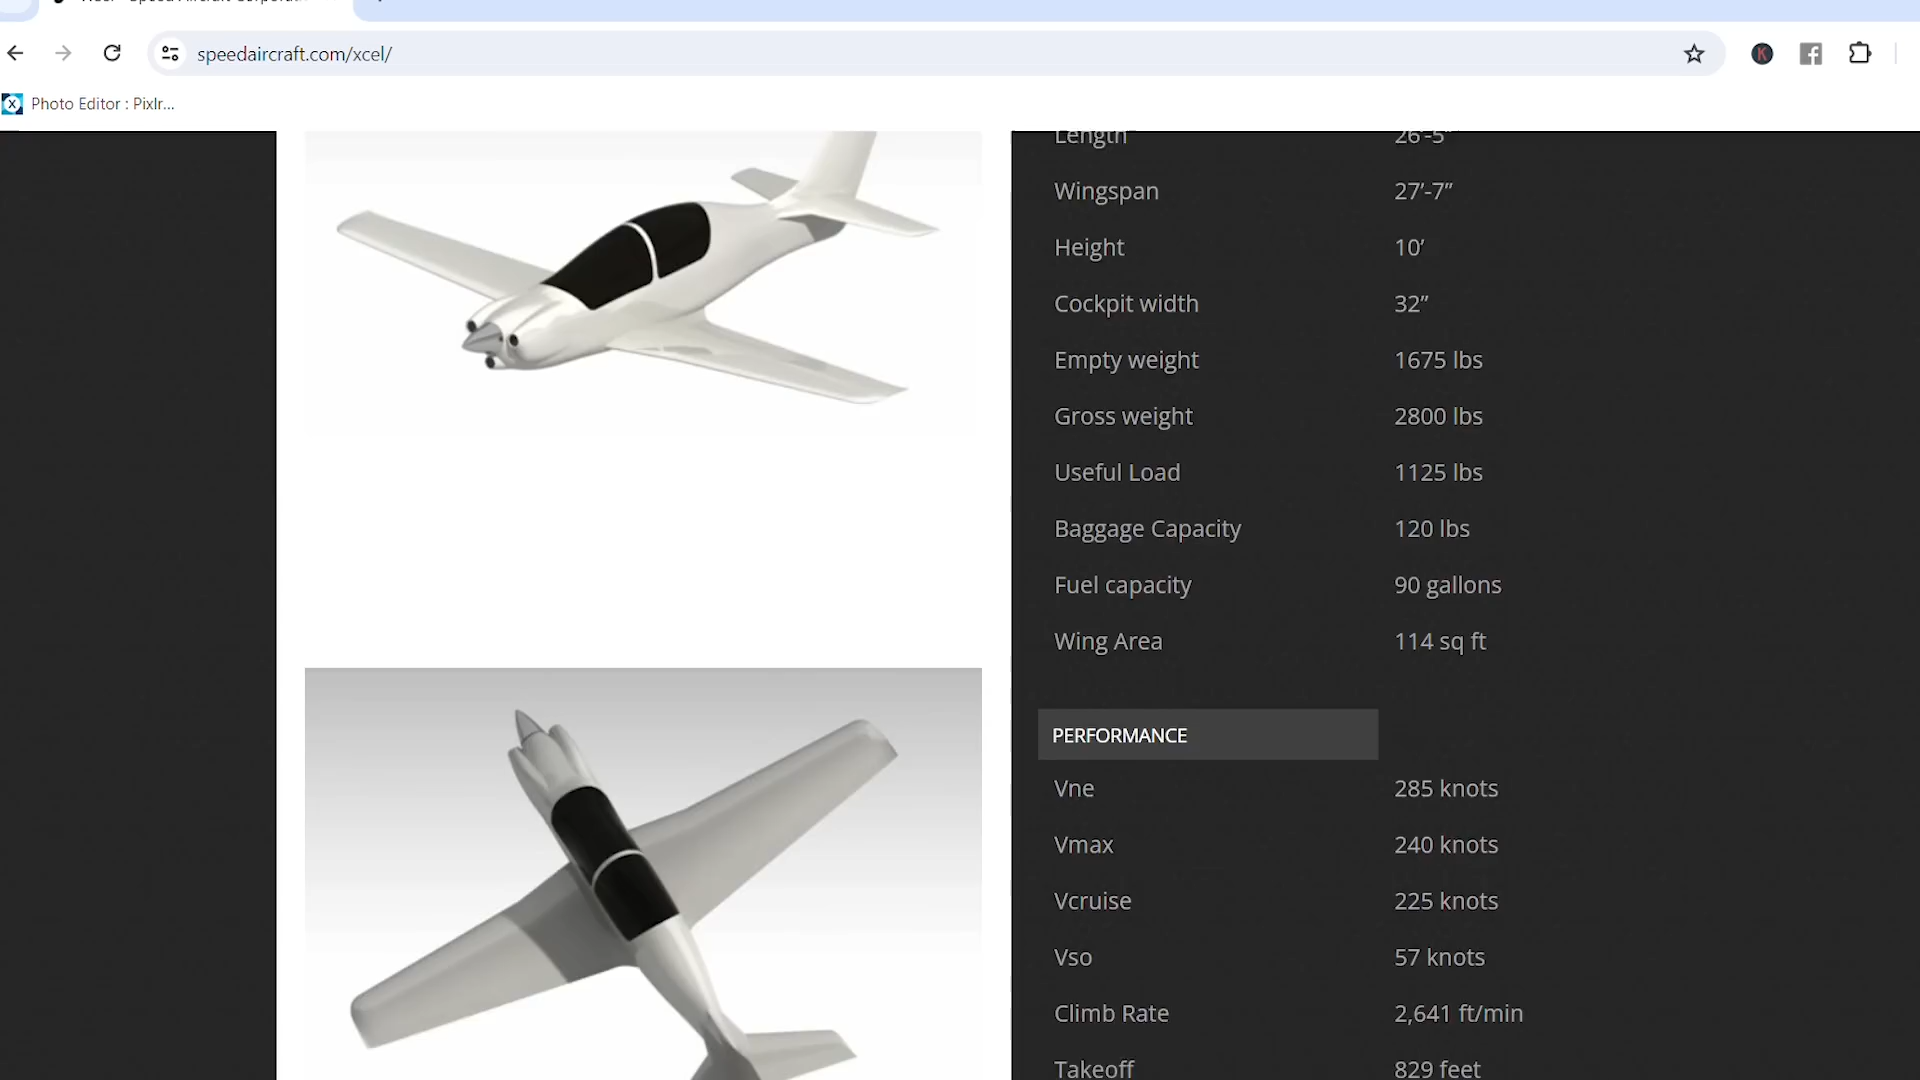 speedaircraft.com/xcel/
Photo Editor : Pixlr...
Length 26'-5"
Wingspan 27’-7”
Height 10’
Cockpit width 32”
Empty weight 1675 lbs
Gross weight 2800 lbs
Useful Load 1125 lbs
Baggage Capacity 120 lbs
Fuel capacity 90 gallons
Wing Area 114 sq ft
PERFORMANCE
Vne 285 knots
Vmax 240 knots
Vcruise 225 knots
Vso 57 knots
Climb Rate 2,641 ft/min
Takeoff 829 feet